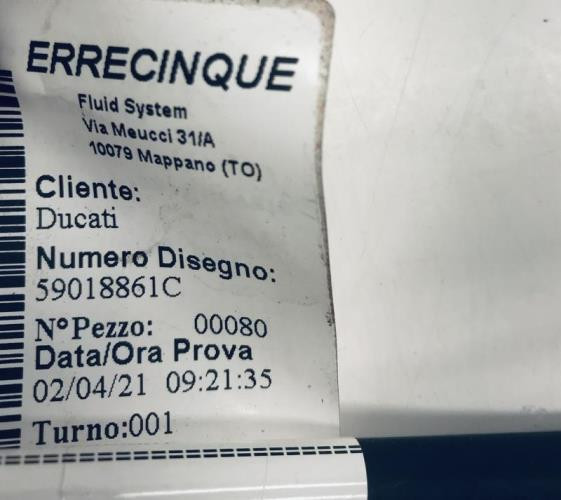 ERRECINQUE
Fluid System
Via Meucci 31/A
10079 Mappano (TO)
Cliente:
Ducati
Numero Disegno:
59018861C
N°Pezzo: 00080
Data/Ora Prova
02/04/21 09:21:35
Turno:001